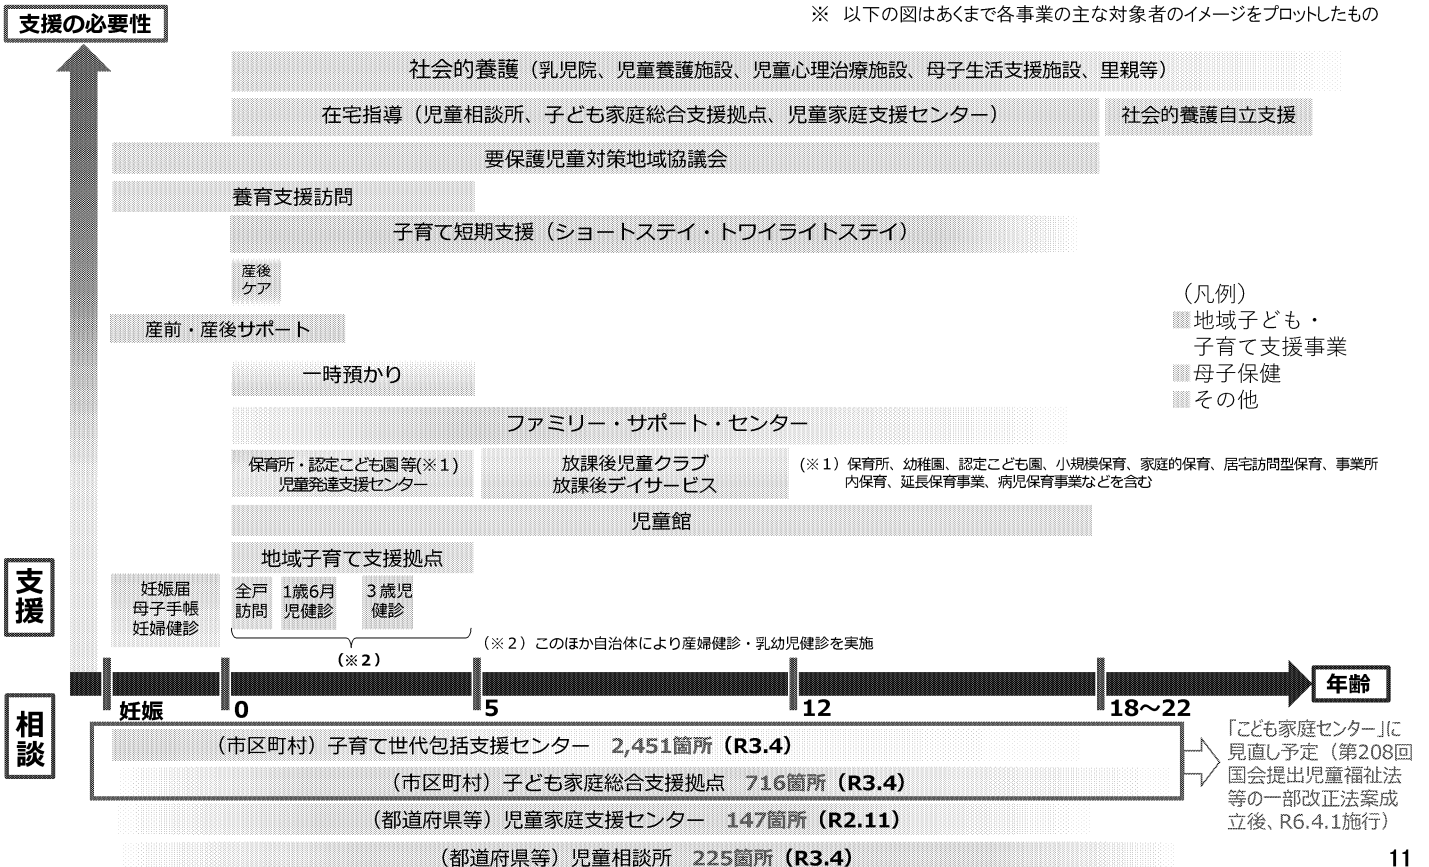 ※ 以下の図はあくまで各事業の主な対象者のイメージをプロットしたもの
支援の必要性
社会的養護（乳児院、児童養護施設、児童心理治療施設、母子生活支援施設、里親等）
在宅指導（児童相談所、子ども家庭総合支援拠点、児童家庭支援センター）
社会的養護自立支援
要保護児童対策地域協議会
養育支援訪問
子育て短期支援（ショートステイ・トワイライトステイ）
産後
ケア
産前・産後サポート
（凡例）
地域子ども・
子育て支援事業
母子保健
その他
一時預かり
ファミリー・サポート・センター
保育所・認定こども園等(※１)
児童発達支援センター
放課後児童クラブ
放課後デイサービス
(※１) 保育所、幼稚園、認定こども園、小規模保育、家庭的保育、居宅訪問型保育、事業所
内保育、延長保育事業、病児保育事業などを含む
児童館
地域子育て支援拠点
支援
妊娠届
母子手帳
妊婦健診
全戸
訪問
1歳6月
児健診
３歳児
健診
(※２)
(※２) このほか自治体により産婦健診・乳幼児健診を実施
年齢
妊娠
0
5
12
18～22
相談
（市区町村）子育て世代包括支援センター 2,451箇所（R3.4）
（市区町村）子ども家庭総合支援拠点 716箇所（R3.4）
（都道府県等）児童家庭支援センター 147箇所（R2.11）
（都道府県等）児童相談所 225箇所（R3.4）
「こども家庭センター」に
見直し予定（第208回
国会提出児童福祉法
等の一部改正法案成
立後、R6.4.1施行）
11